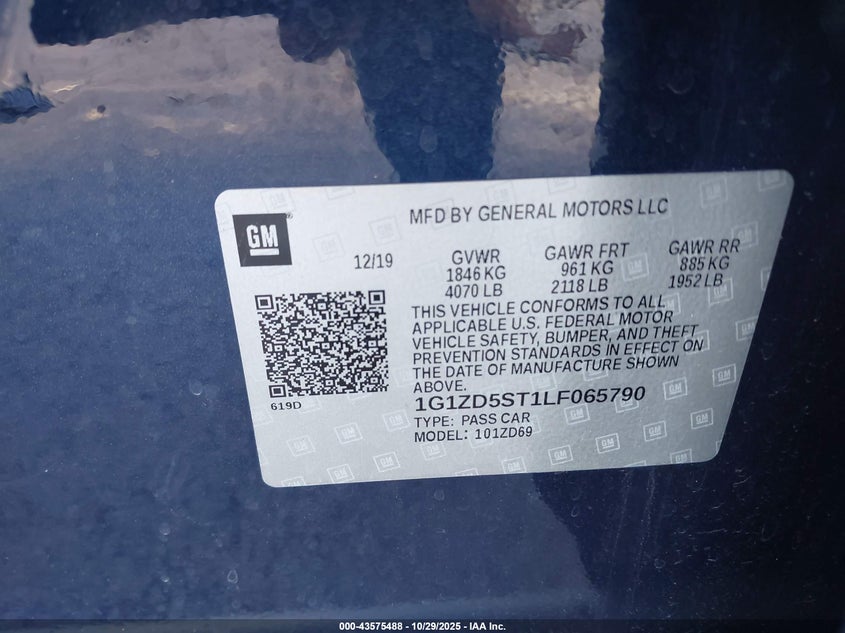 MFD BY GENERAL MOTORS LLC
GM®
12/19
GVWR GAWR FRT GAWR RR
1846 KG 961 KG 885 KG
4070 LB 2118 LB 1952 LB
THIS VEHICLE CONFORMS TO ALL
APPLICABLE U.S. FEDERAL MOTOR
VEHICLE SAFETY, BUMPER, AND THEFT
PREVENTION STANDARDS IN EFFECT ON
THE DATE OF MANUFACTURE SHOWN
ABOVE.
619D
1G1ZD5ST1LF065790
TYPE: PASS CAR
MODEL: 101ZD69
000-43575488 - 10/29/2025 - IAA Inc.